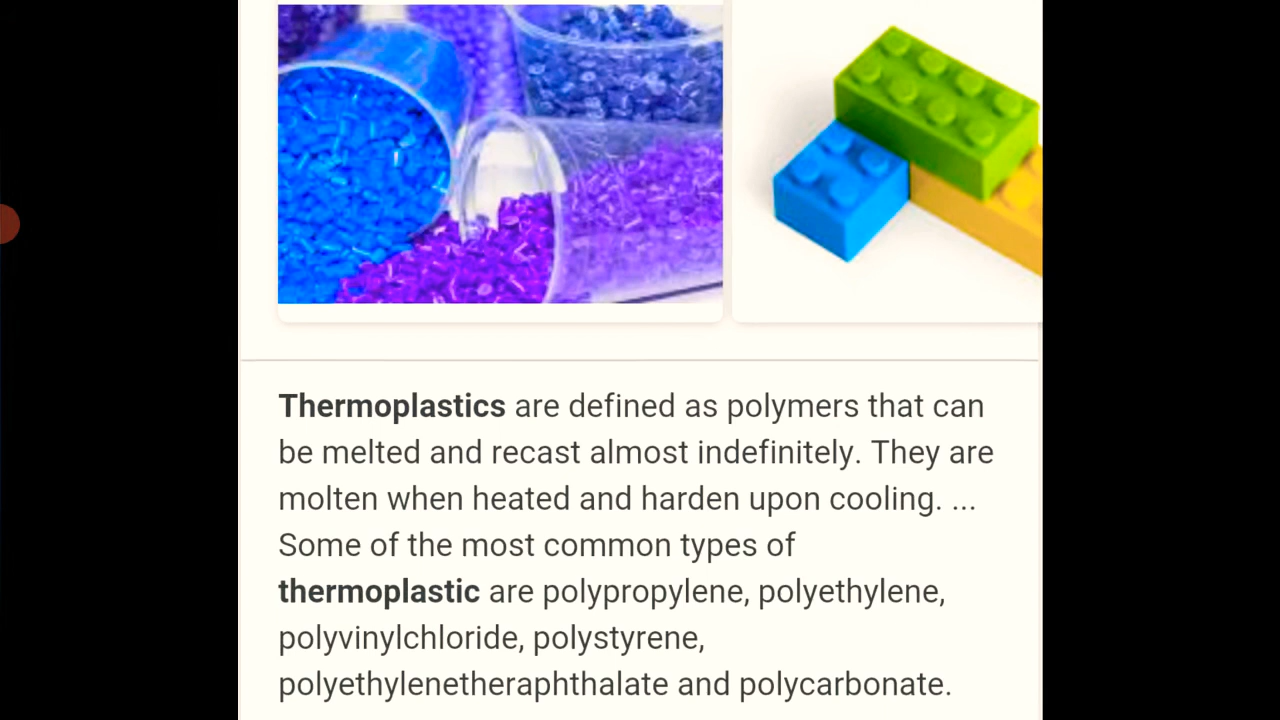 Thermoplastics are defined as polymers that can
be melted and recast almost indefinitely. They are
molten when heated and harden upon cooling. ...
Some of the most common types of
thermoplastic are polypropylene, polyethylene,
polyvinylchloride, polystyrene,
polyethylenetheraphthalate and polycarbonate.